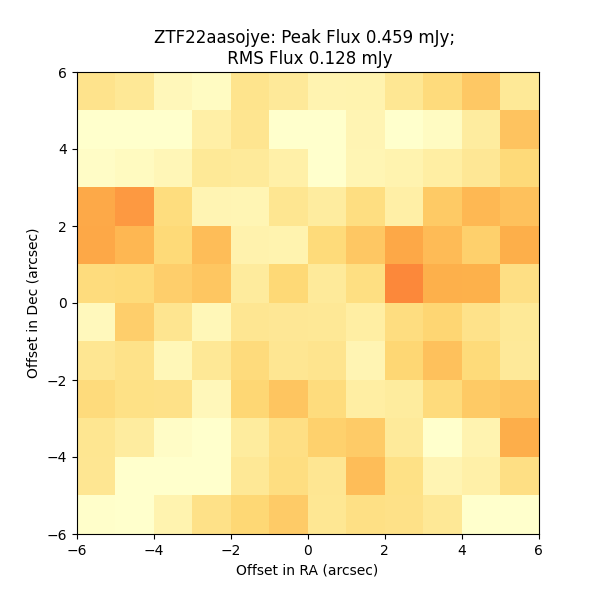 ZTF22aasojye: Peak Flux 0.459 mJy;
RMS Flux 0.128 mJy
6
4
2
0
−2
−4
−6
Offset in Dec (arcsec)
−6 −4 −2 0 2 4 6
Offset in RA (arcsec)